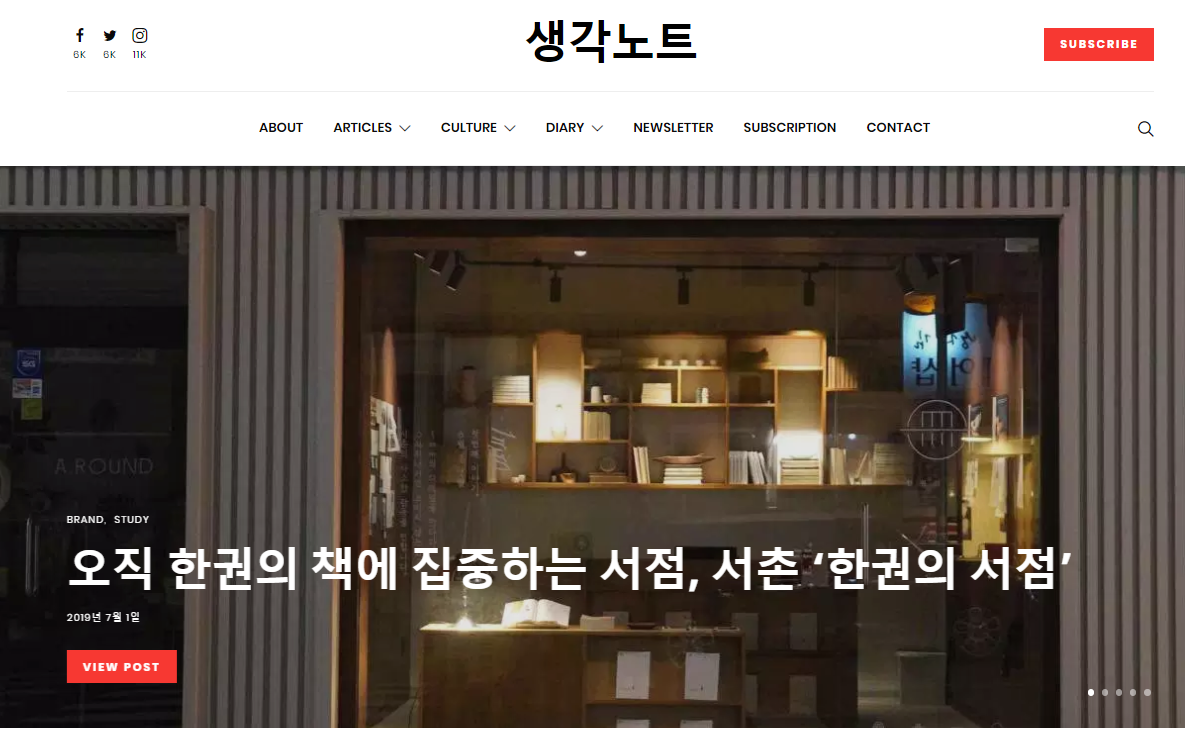 생각노트
6K 6K 11K
SUBSCRIBE
ABOUT ARTICLES CULTURE DIARY NEWSLETTER SUBSCRIPTION CONTACT
A.ROUND
BRAND, STUDY
오직 한권의 책에 집중하는 서점, 서촌 ‘한권의 서점’
2019년 7월 1일
VIEW POST